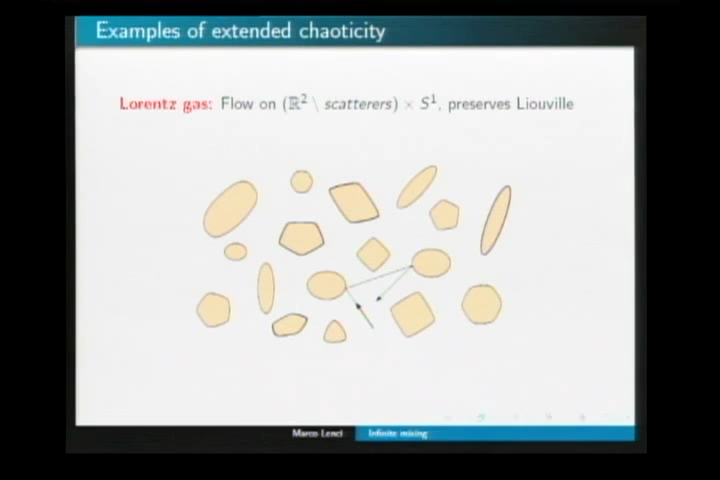 Examples of extended chaoticity
Lorentz gas: Flow on (ℝ² \ scatterers) × S¹, preserves Liouville
Marco Lenci
Infinite mixing